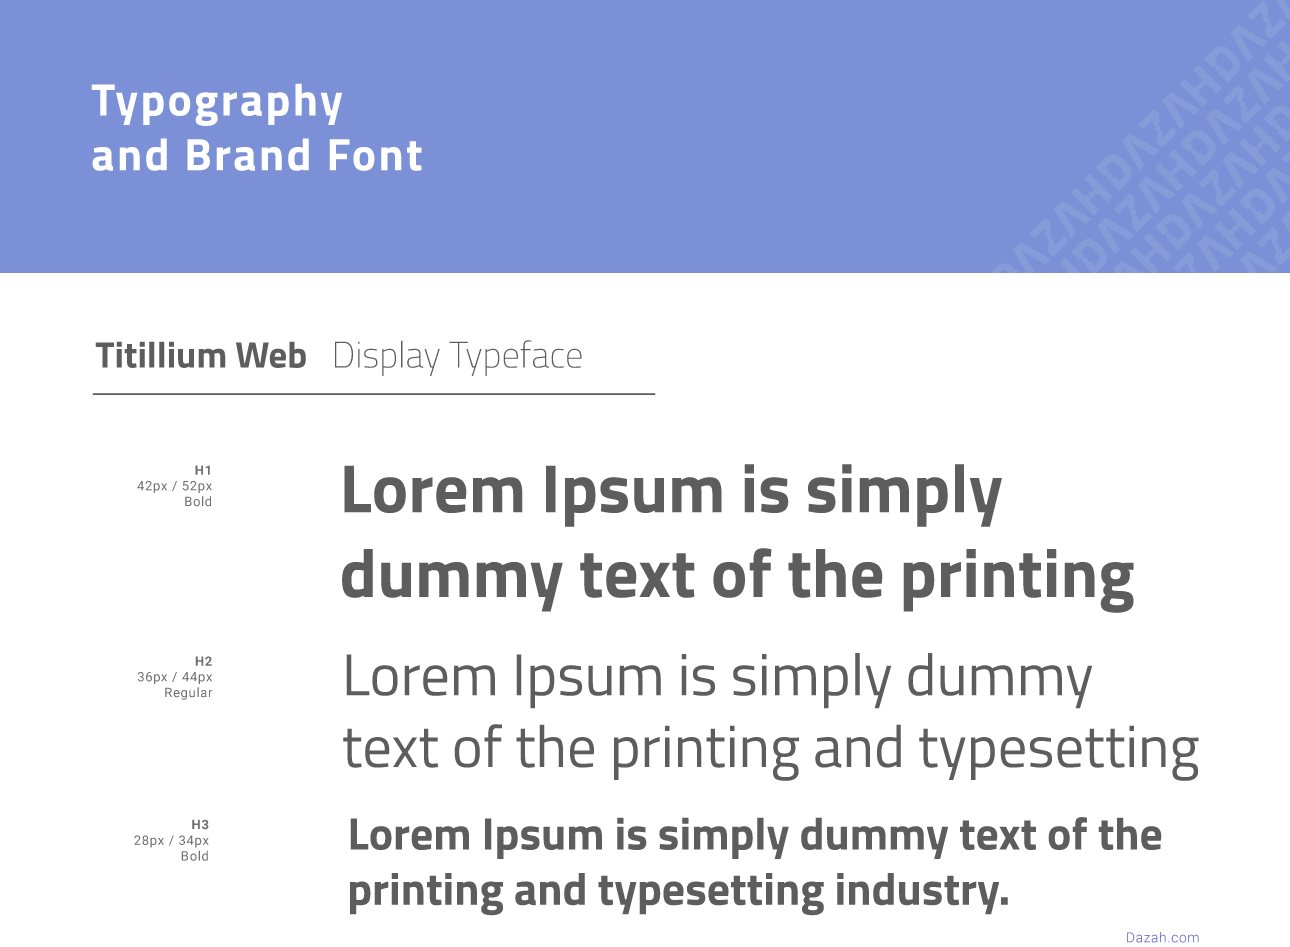 Typography
and Brand Font
DAZAHDAZAHDAZAH
Titillium Web Display Typeface
H1
42px / 52px
Bold
Lorem Ipsum is simply
dummy text of the printing
H2
36px / 44px
Regular
Lorem Ipsum is simply dummy
text of the printing and typesetting
H3
28px / 34px
Bold
Lorem Ipsum is simply dummy text of the
printing and typesetting industry.
Dazah.com